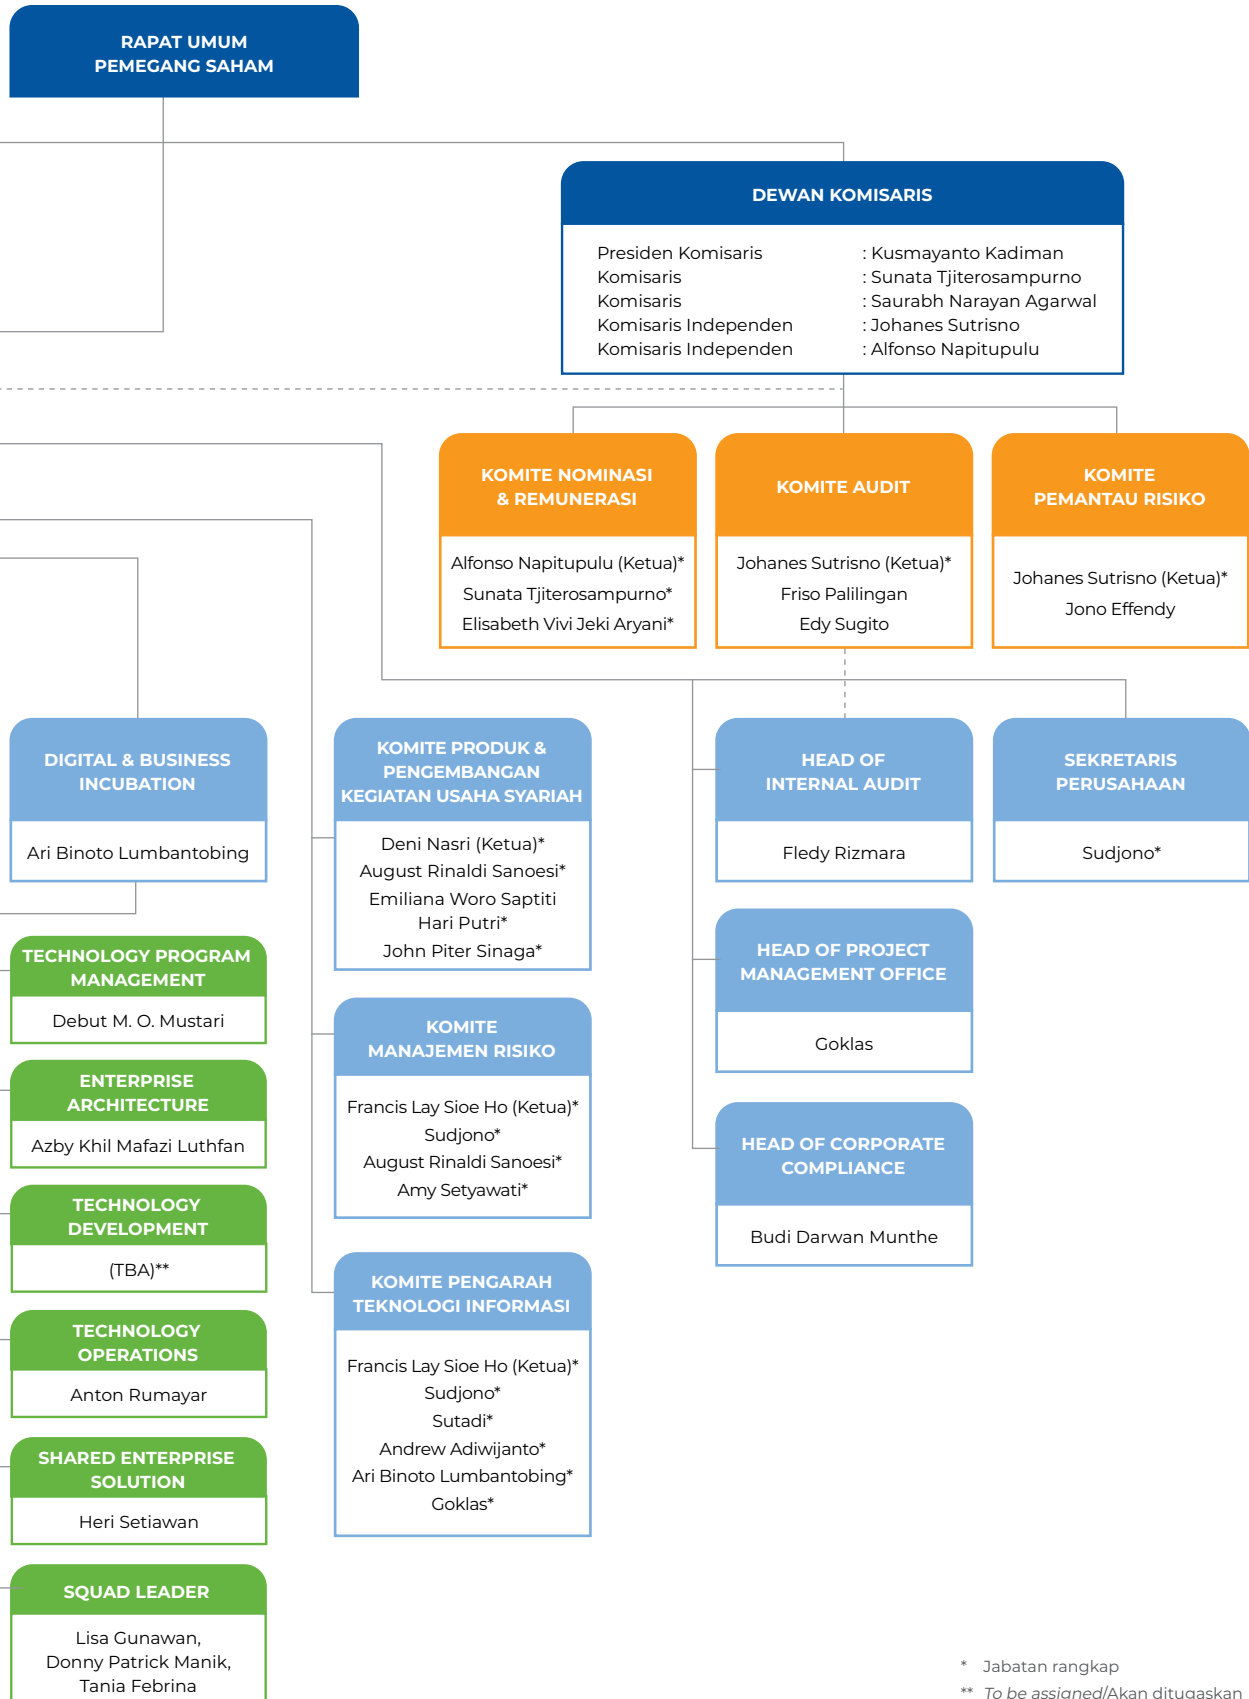 RAPAT UMUM
PEMEGANG SAHAM
DEWAN KOMISARIS
Presiden Komisaris : Kusmayanto Kadiman
Komisaris : Sunata Tjiterosampurno
Komisaris : Saurabh Narayan Agarwal
Komisaris Independen : Johanes Sutrisno
Komisaris Independen : Alfonso Napitupulu
KOMITE NOMINASI
& REMUNERASI
Alfonso Napitupulu (Ketua)*
Sunata Tjiterosampurno*
Elisabeth Vivi Jeki Aryani*
KOMITE AUDIT
Johanes Sutrisno (Ketua)*
Friso Palilingan
Edy Sugito
KOMITE
PEMANTAU RISIKO
Johanes Sutrisno (Ketua)*
Jono Effendy
DIGITAL & BUSINESS
INCUBATION
Ari Binoto Lumbantobing
TECHNOLOGY PROGRAM
MANAGEMENT
Debut M. O. Mustari
ENTERPRISE
ARCHITECTURE
Azby Khil Mafazi Luthfan
TECHNOLOGY
DEVELOPMENT
(TBA)**
TECHNOLOGY
OPERATIONS
Anton Rumayar
SHARED ENTERPRISE
SOLUTION
Heri Setiawan
SQUAD LEADER
Lisa Gunawan,
Donny Patrick Manik,
Tania Febrina
KOMITE PRODUK &
PENGEMBANGAN
KEGIATAN USAHA SYARIAH
Deni Nasri (Ketua)*
August Rinaldi Sanoesi*
Emiliana Woro Saptiti
Hari Putri*
John Piter Sinaga*
KOMITE
MANAJEMEN RISIKO
Francis Lay Sioe Ho (Ketua)*
Sudjono*
August Rinaldi Sanoesi*
Amy Setyawati*
KOMITE PENGARAH
TEKNOLOGI INFORMASI
Francis Lay Sioe Ho (Ketua)*
Sudjono*
Sutadi*
Andrew Adiwijanto*
Ari Binoto Lumbantobing*
Goklas*
HEAD OF
INTERNAL AUDIT
Fledy Rizmara
HEAD OF PROJECT
MANAGEMENT OFFICE
Goklas
HEAD OF CORPORATE
COMPLIANCE
Budi Darwan Munthe
SEKRETARIS
PERUSAHAAN
Sudjono*
* Jabatan rangkap
** To be assigned/Akan ditugaskan